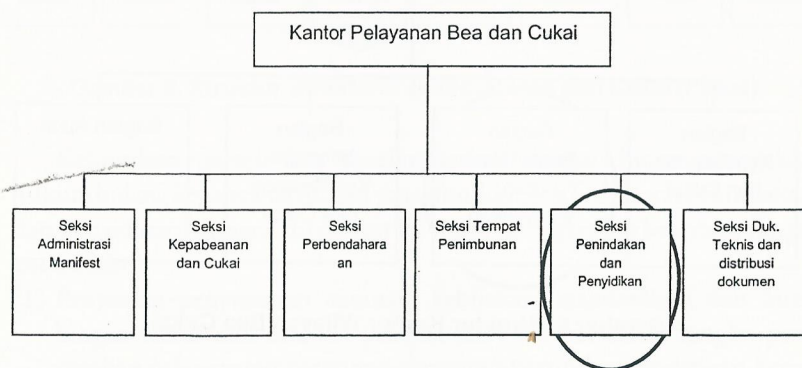 Kantor Pelayanan Bea dan Cukai
Seksi
Administrasi
Manifest
Seksi
Kepabeanan
dan Cukai
Seksi
Perbendahara
an
Seksi Tempat
Penimbunan
Seksi
Penindakan
dan
Penyidikan
Seksi Duk.
Teknis dan
distribusi
dokumen